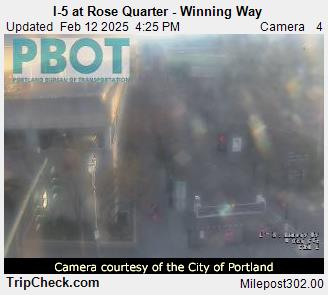 I-5 at Rose Quarter - Winning Way
Updated Feb 12 2025 4:25 PM Camera 4
PBOT
PORTLAND BUREAU OF TRANSPORTATION
Camera courtesy of the City of Portland
TripCheck.com Milepost302.00